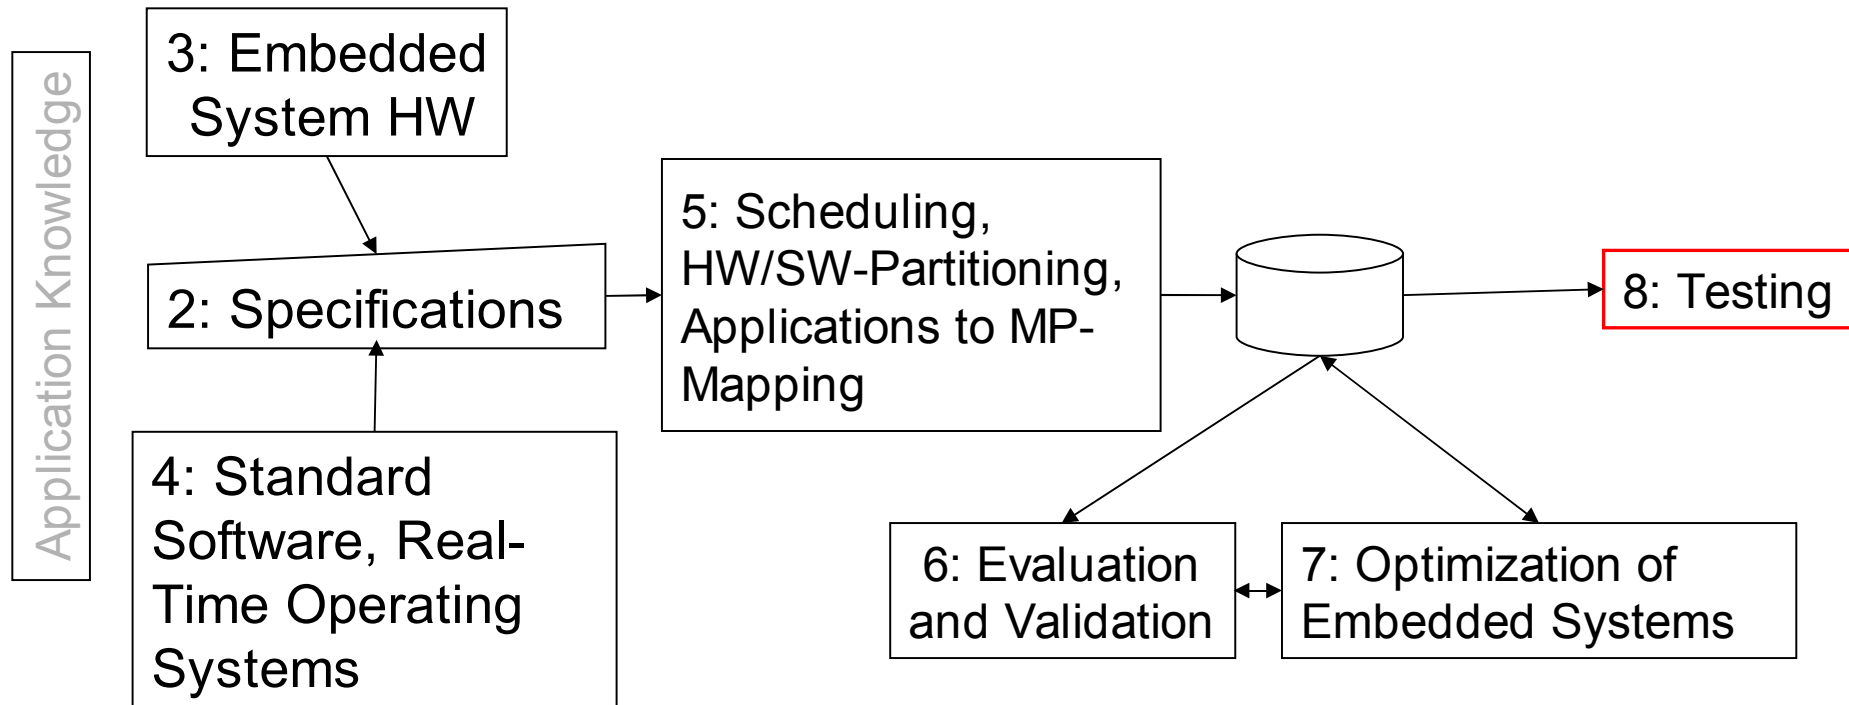 Application Knowledge
3: Embedded
System HW
2: Specifications
4: Standard
Software, Real-
Time Operating
Systems
5: Scheduling,
HW/SW-Partitioning,
Applications to MP-
Mapping
6: Evaluation
and Validation
7: Optimization of
Embedded Systems
8: Testing